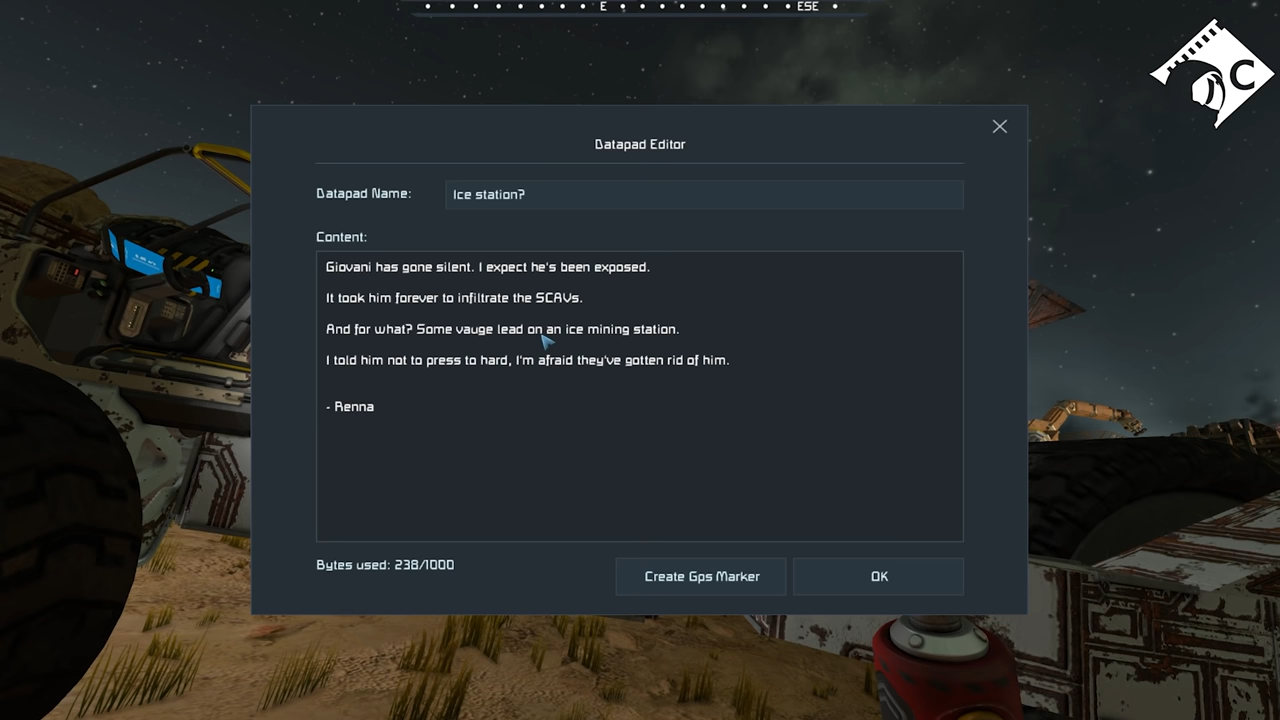 E
ESE
C
Datapad Editor
Datapad Name:
Ice station?
Content:
Giovani has gone silent. I expect he's been exposed.
It took him forever to infiltrate the SCAVs.
And for what? Some vauge lead on an ice mining station.
I told him not to press to hard, I'm afraid they've gotten rid of him.
- Renna
Bytes used: 238/1000
Create Gps Marker
OK